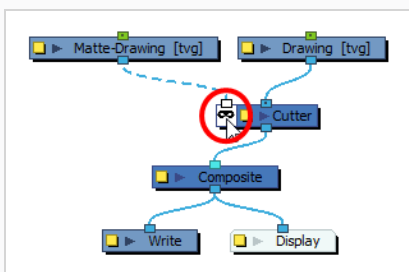 Matte-Drawing [tvg]
Drawing [tvg]
Cutter
Composite
Write
Display